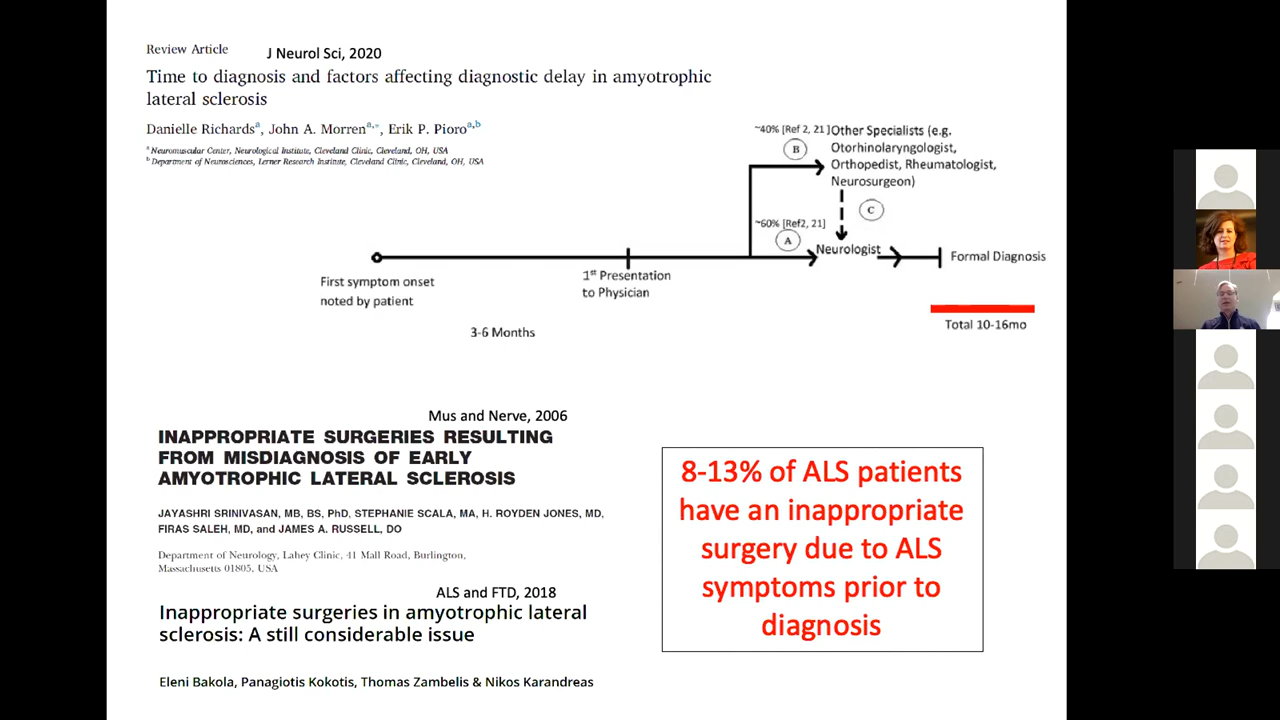 Review Article
J Neurol Sci, 2020
Time to diagnosis and factors affecting diagnostic delay in amyotrophic
lateral sclerosis
Danielle Richards a, John A. Morren a,*, Erik P. Pioro a,b
a Neuromuscular Center, Neurological Institute, Cleveland Clinic, Cleveland, OH, USA
b Department of Neurosciences, Lerner Research Institute, Cleveland Clinic, Cleveland, OH, USA
~40% [Ref 2, 21]
B
Other Specialists (e.g.
Otorhinolaryngologist,
Orthopedist, Rheumatologist,
Neurosurgeon)
C
~60% [Ref2, 21]
A
Neurologist
Formal Diagnosis
First symptom onset
noted by patient
1st Presentation
to Physician
3-6 Months
Total 10-16mo
Mus and Nerve, 2006
INAPPROPRIATE SURGERIES RESULTING
FROM MISDIAGNOSIS OF EARLY
AMYOTROPHIC LATERAL SCLEROSIS
JAYASHRI SRINIVASAN, MB, BS, PhD, STEPHANIE SCALA, MA, H. ROYDEN JONES, MD,
FIRAS SALEH, MD, and JAMES A. RUSSELL, DO
Department of Neurology, Lahey Clinic, 41 Mall Road, Burlington,
Massachusetts 01805, USA
ALS and FTD, 2018
Inappropriate surgeries in amyotrophic lateral
sclerosis: A still considerable issue
Eleni Bakola, Panagiotis Kokotis, Thomas Zambelis & Nikos Karandreas
8-13% of ALS patients
have an inappropriate
surgery due to ALS
symptoms prior to
diagnosis